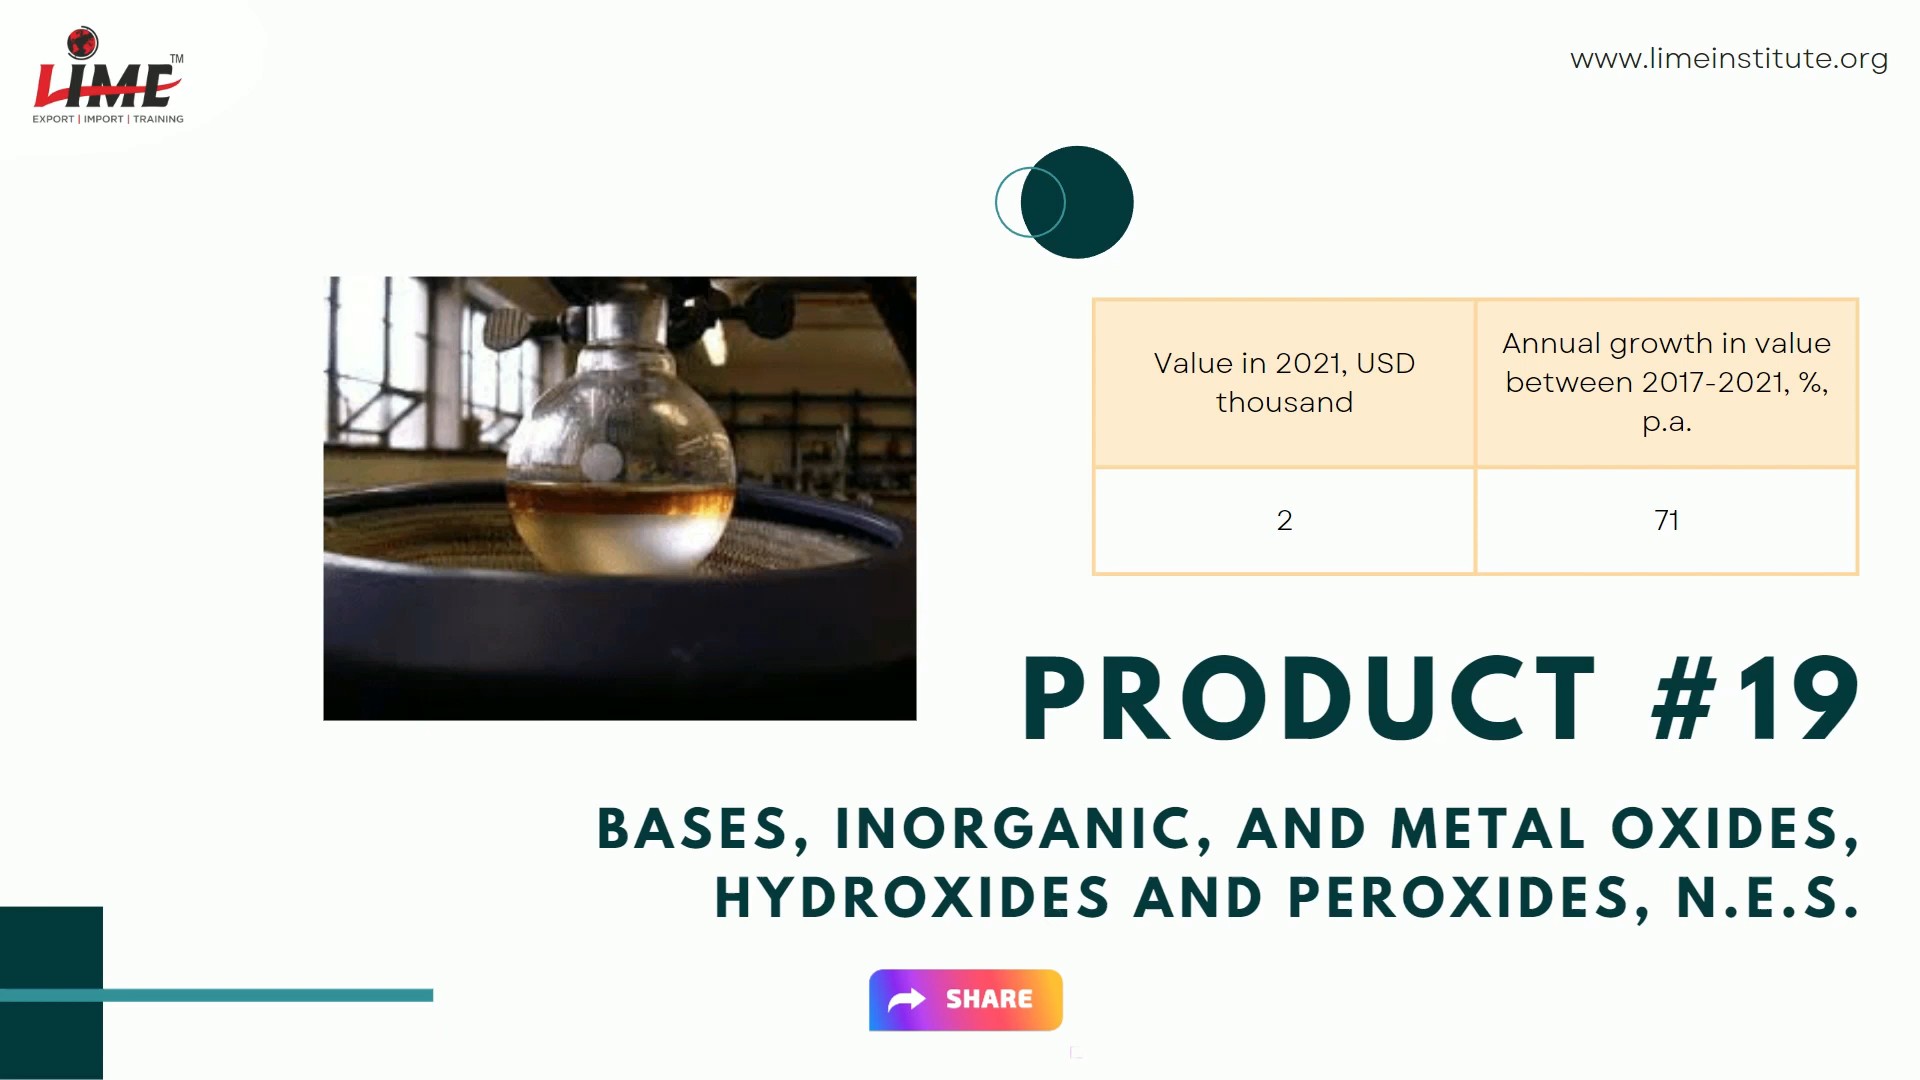 LIME TM
EXPORT | IMPORT | TRAINING
www.limeinstitute.org
Value in 2021, USD
thousand
Annual growth in value
between 2017-2021, %,
p.a.
2
71
PRODUCT #19
BASES, INORGANIC, AND METAL OXIDES,
HYDROXIDES AND PEROXIDES, N.E.S.
SHARE